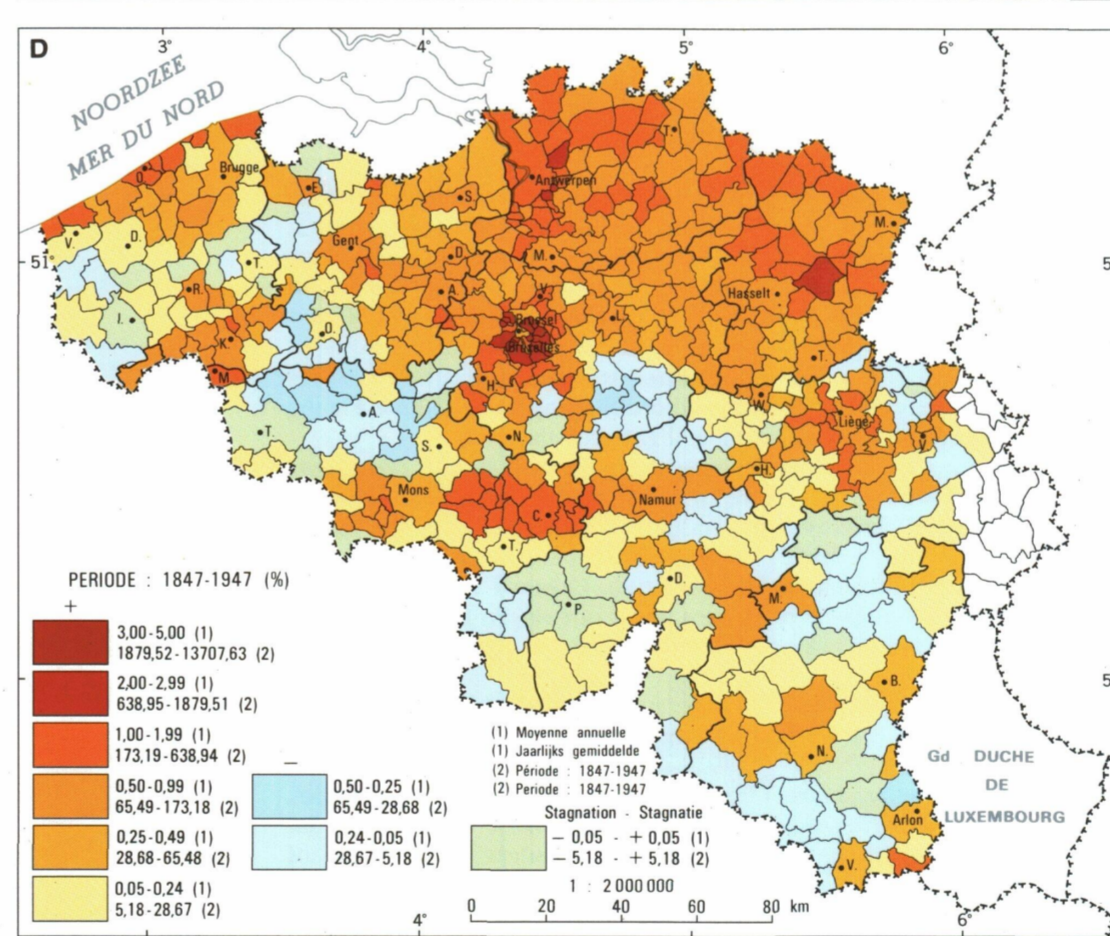 D
3°
4°
5°
6°
NOORDZEE
MER DU NORD
T.
Brugge
O.
E.
Antwerpen
S.
M.
V.
D.
Gent
51°
T.
D.
M.
5
R.
A.
V.
Hasselt
I.
O.
Brussel
L.
K.
Bruxelles
T.
M.
H.
W.
A.
Liège
T.
S.
N.
V.
H.
Mons
Namur
C.
T.
D.
M.
P.
B.
5
N.
Arlon
V.
Gd DUCHE
DE
LUXEMBOURG
PERIODE : 1847-1947 (%)
+
3,00-5,00 (1)
1879,52-13707,63 (2)
2,00-2,99 (1)
638,95-1879,51 (2)
1,00-1,99 (1)
173,19-638,94 (2)
0,50-0,99 (1)
65,49-173,18 (2)
0,25-0,49 (1)
28,68-65,48 (2)
0,05-0,24 (1)
5,18-28,67 (2)
—
0,50-0,25 (1)
65,49-28,68 (2)
0,24-0,05 (1)
28,67-5,18 (2)
(1) Moyenne annuelle
(1) Jaarlijks gemiddelde
(2) Période : 1847-1947
(2) Periode : 1847-1947
Stagnation - Stagnatie
— 0,05 - + 0,05 (1)
— 5,18 - + 5,18 (2)
1 : 2 000 000
0 20 40 60 80 km
4°
6°